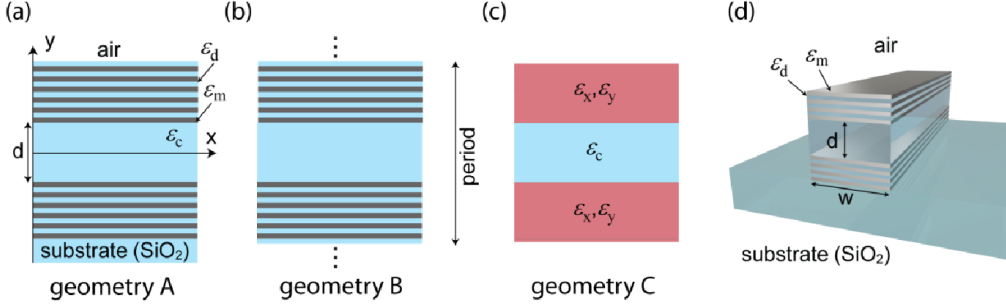 (a)
y
air
εd
εm
d
εc
x
substrate (SiO₂)
geometry A
(b)
period
geometry B
(c)
εx,εy
εc
εx,εy
geometry C
(d)
air
εd
εm
d
w
substrate (SiO₂)